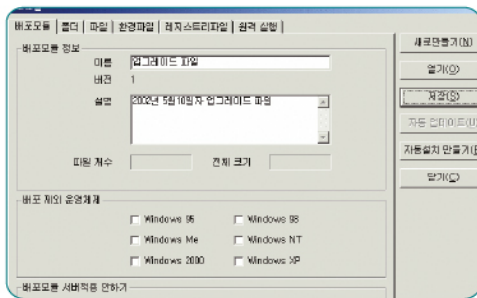 배포모듈 폴더 파일 환경파일 레지스트리파일 원격 실행
배포모듈 정보
이름 업그레이드 파일
버전 1
설명 2002년 5월10일자 업그레이드 파일
파일 개수 전체 크기
배포 제외 운영체제
Windows 95 Windows 98
Windows Me Windows NT
Windows 2000 Windows XP
배포모듈 서버적용 안하기
새로만들기(N)
열기(O)
저장(S)
자동 업데이트(U)
자동설치 만들기(
닫기(C)